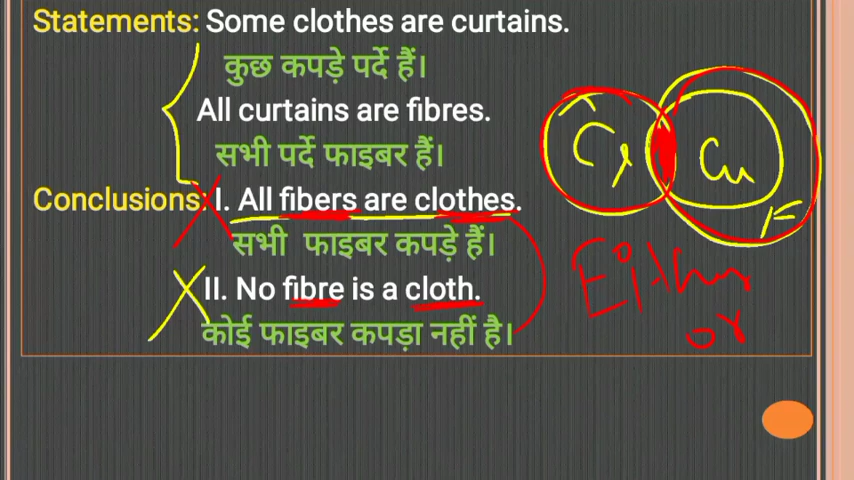 Statements: Some clothes are curtains.
कुछ कपड़े पर्दे हैं।
All curtains are fibres.
सभी पर्दे फाइबर हैं।
Conclusions: I. All fibers are clothes.
सभी फाइबर कपड़े हैं।
II. No fibre is a cloth.
कोई फाइबर कपड़ा नहीं है।
Cu
F
Either
or